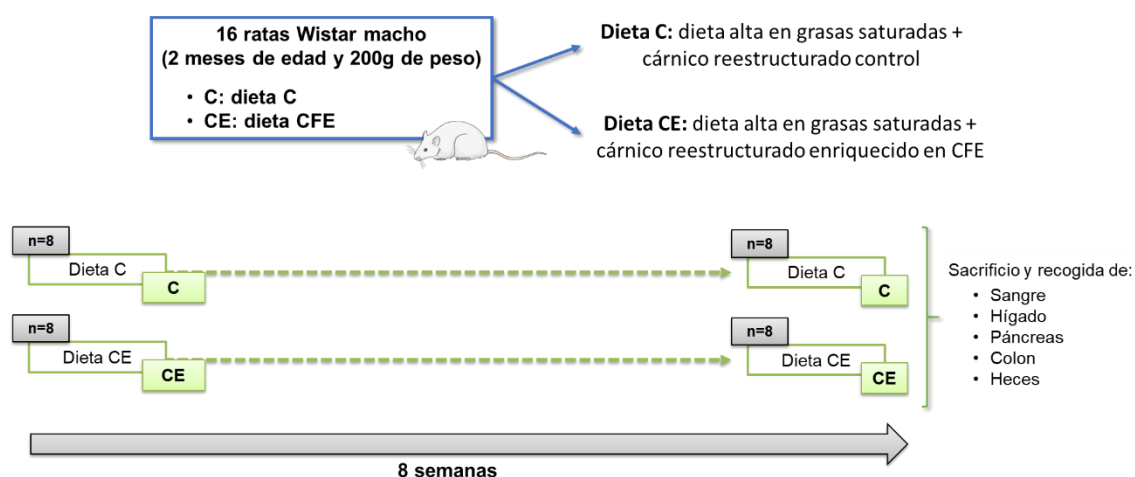 16 ratas Wistar macho
(2 meses de edad y 200g de peso)
• C: dieta C
• CE: dieta CFE
Dieta C: dieta alta en grasas saturadas +
cárnico reestructurado control
Dieta CE: dieta alta en grasas saturadas +
cárnico reestructurado enriquecido en CFE
n=8
Dieta C
C
n=8
Dieta C
C
n=8
Dieta CE
CE
n=8
Dieta CE
CE
Sacrificio y recogida de:
• Sangre
• Hígado
• Páncreas
• Colon
• Heces
8 semanas